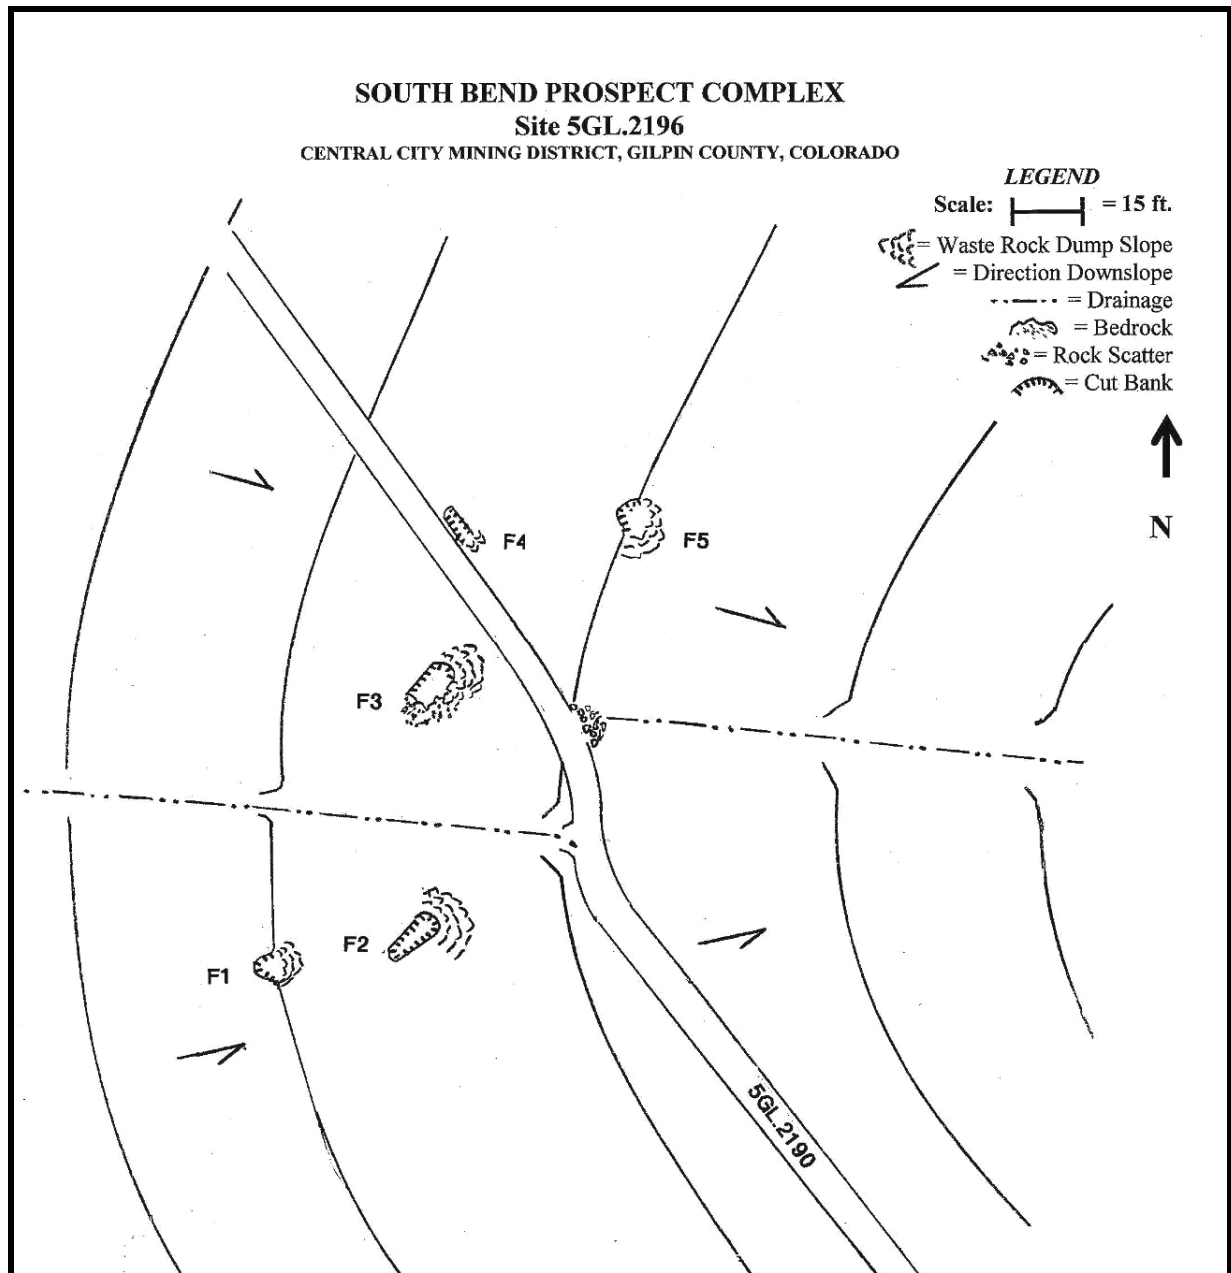 SOUTH BEND PROSPECT COMPLEX
Site 5GL.2196
CENTRAL CITY MINING DISTRICT, GILPIN COUNTY, COLORADO
LEGEND
Scale: = 15 ft.
= Waste Rock Dump Slope
= Direction Downslope
= Drainage
= Bedrock
= Rock Scatter
= Cut Bank
N
F4
F5
F3
F2
F1
5GL.2190